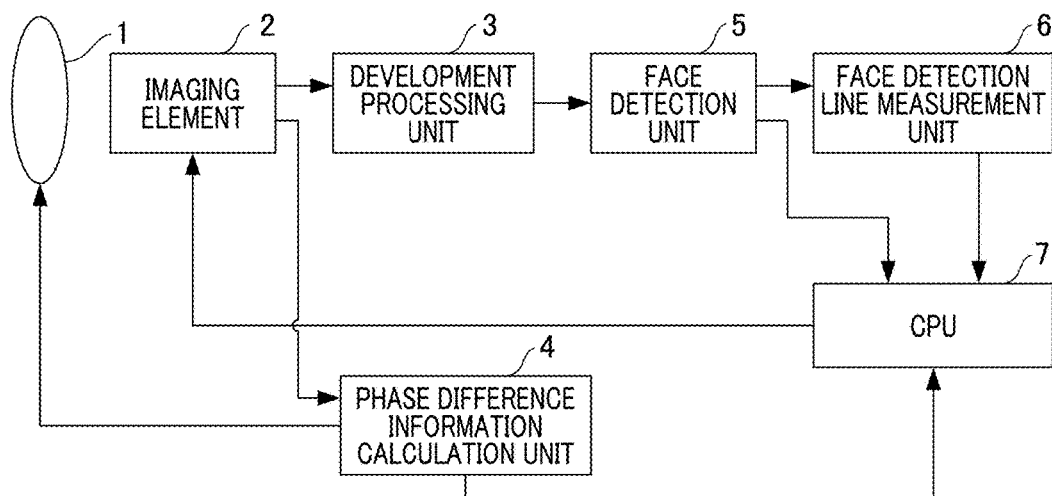 1
2
IMAGING
ELEMENT
3
DEVELOPMENT
PROCESSING
UNIT
5
FACE
DETECTION
UNIT
6
FACE DETECTION
LINE MEASUREMENT
UNIT
7
CPU
4
PHASE DIFFERENCE
INFORMATION
CALCULATION UNIT